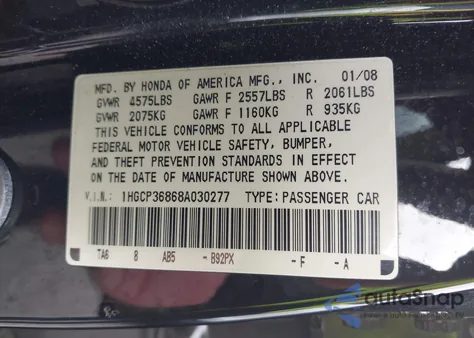 MFD. BY HONDA OF AMERICA MFG., INC. 01/08
GVWR 4575LBS GAWR F 2557LBS R 2061LBS
GVWR 2075KG GAWR F 1160KG R 935KG
THIS VEHICLE CONFORMS TO ALL APPLICABLE
FEDERAL MOTOR VEHICLE SAFETY, BUMPER,
AND THEFT PREVENTION STANDARDS IN EFFECT
ON THE DATE OF MANUFACTURE SHOWN ABOVE.
V.I.N.: 1HGCP36868A030277 TYPE: PASSENGER CAR
TA6 8 AB5 - B92PX -F -A
autosnap